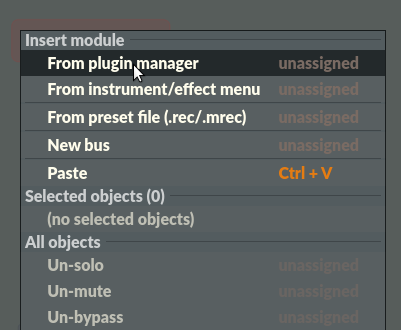 Insert module
From plugin manager unassigned
From instrument/effect menu unassigned
From preset file (.rec/.mrec) unassigned
New bus unassigned
Paste Ctrl + V
Selected objects (0)
(no selected objects)
All objects
Un-solo unassigned
Un-mute unassigned
Un-bypass unassigned